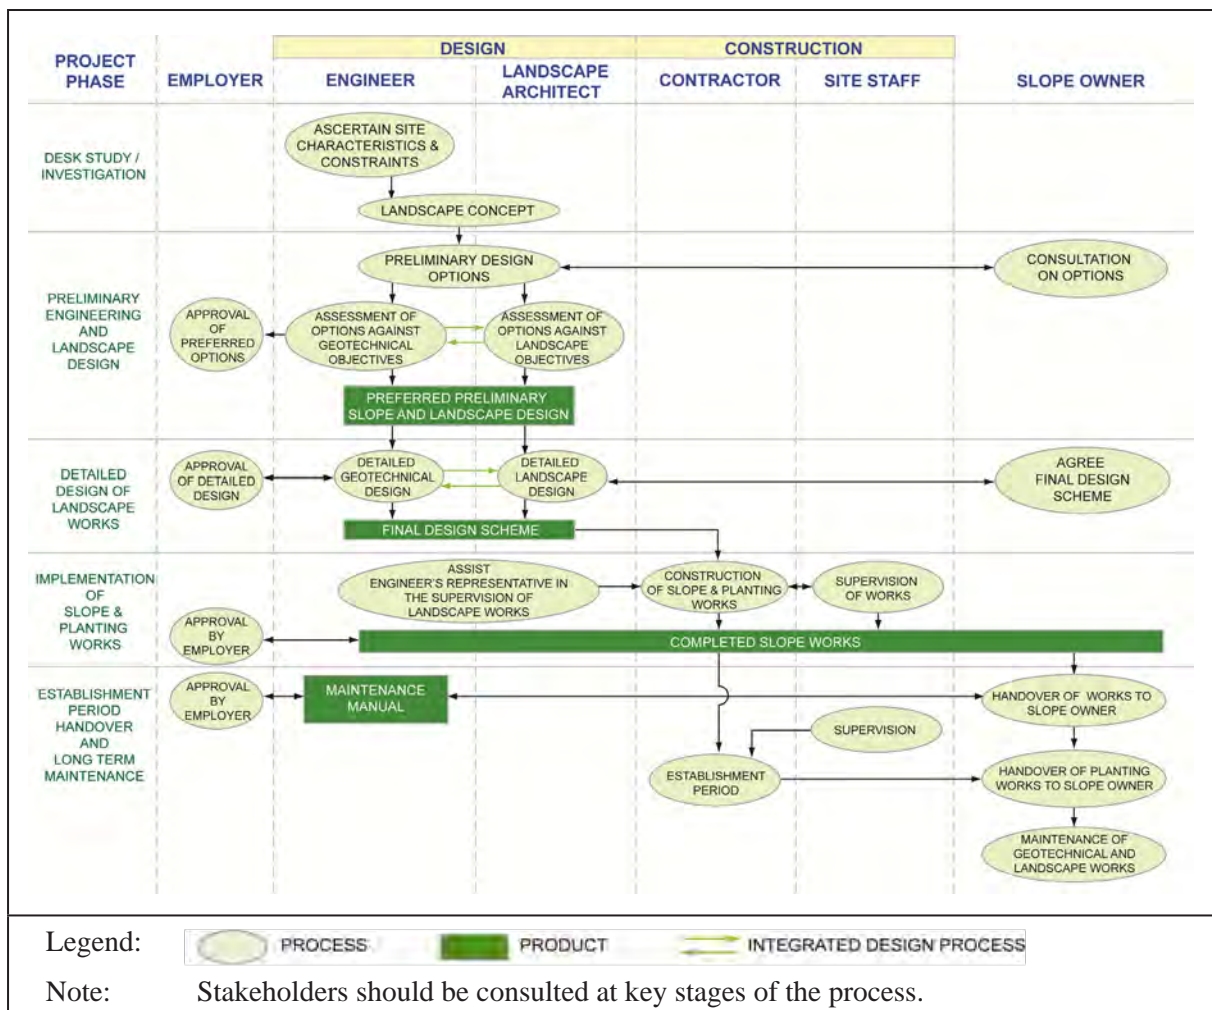 DESIGN
CONSTRUCTION
PROJECT
PHASE
EMPLOYER
ENGINEER
LANDSCAPE
ARCHITECT
CONTRACTOR
SITE STAFF
SLOPE OWNER
DESK STUDY /
INVESTIGATION
ASCERTAIN SITE
CHARACTERISTICS &
CONSTRAINTS
LANDSCAPE CONCEPT
PRELIMINARY
ENGINEERING
AND
LANDSCAPE
DESIGN
PRELIMINARY DESIGN
OPTIONS
CONSULTATION
ON OPTIONS
APPROVAL
OF
PREFERRED
OPTIONS
ASSESSMENT OF
OPTIONS AGAINST
GEOTECHNICAL
OBJECTIVES
ASSESSMENT OF
OPTIONS AGAINST
LANDSCAPE
OBJECTIVES
PREFERRED PRELIMINARY
SLOPE AND LANDSCAPE DESIGN
DETAILED
DESIGN OF
LANDSCAPE
WORKS
APPROVAL
OF DETAILED
DESIGN
DETAILED
GEOTECHNICAL
DESIGN
DETAILED
LANDSCAPE
DESIGN
AGREE
FINAL DESIGN
SCHEME
FINAL DESIGN SCHEME
IMPLEMENTATION
OF
SLOPE &
PLANTING
WORKS
ASSIST
ENGINEER'S REPRESENTATIVE IN
THE SUPERVISION OF
LANDSCAPE WORKS
CONSTRUCTION
OF SLOPE & PLANTING
WORKS
SUPERVISION
OF WORKS
APPROVAL
BY
EMPLOYER
COMPLETED SLOPE WORKS
ESTABLISHMENT
PERIOD
HANDOVER
AND
LONG TERM
MAINTENANCE
APPROVAL
BY
EMPLOYER
MAINTENANCE
MANUAL
HANDOVER OF WORKS TO
SLOPE OWNER
SUPERVISION
ESTABLISHMENT
PERIOD
HANDOVER OF PLANTING
WORKS TO SLOPE OWNER
MAINTENANCE OF
GEOTECHNICAL AND
LANDSCAPE WORKS
Legend:
PROCESS
PRODUCT
INTEGRATED DESIGN PROCESS
Note: Stakeholders should be consulted at key stages of the process.